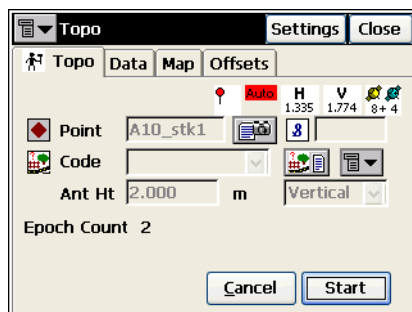 Topo Settings Close
Topo Data Map Offsets
Auto H V
1.335 1.774 8+ 4
Point A10_stk1
Code
Ant Ht 2.000 m Vertical
Epoch Count 2
Cancel Start